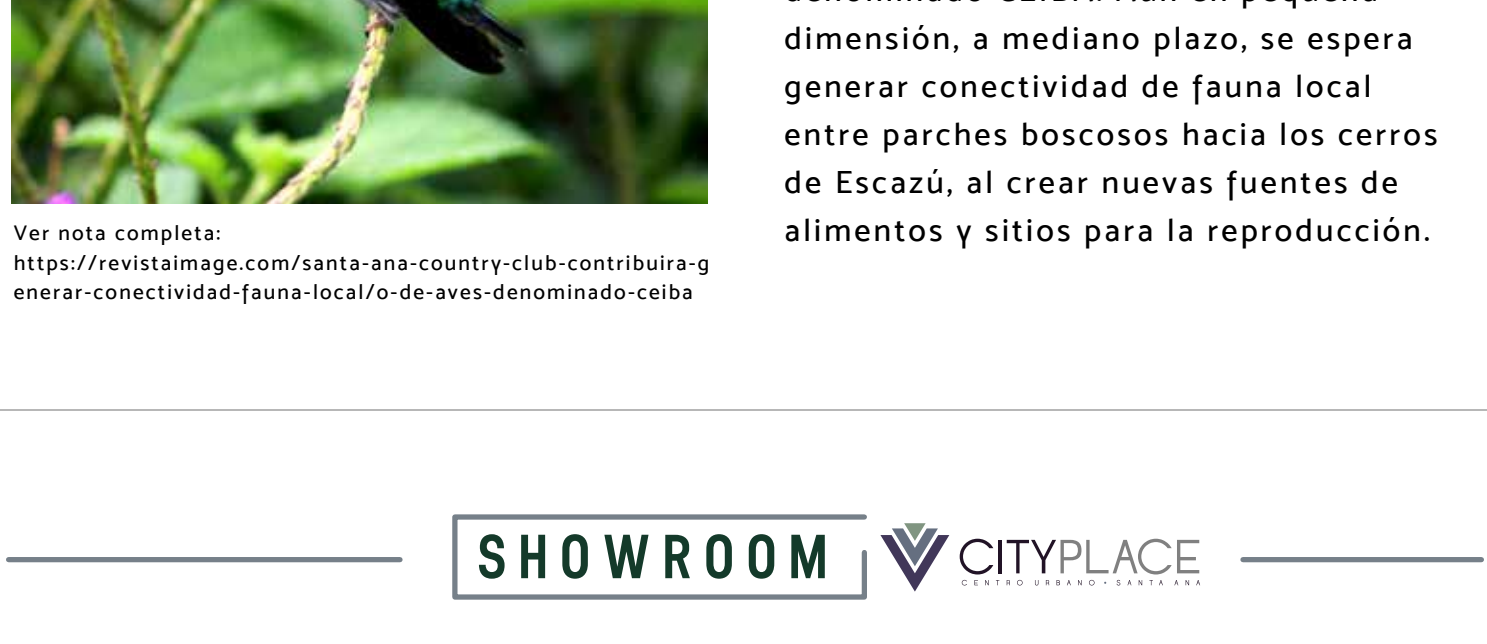 dimensión, a mediano plazo, se espera
generar conectividad de fauna local
entre parches boscosos hacia los cerros
de Escazú, al crear nuevas fuentes de
alimentos y sitios para la reproducción.
Ver nota completa:
https://revistaimage.com/santa-ana-country-club-contribuira-g
enerar-conectividad-fauna-local/o-de-aves-denominado-ceiba
SHOWROOM
CITYPLACE
CENTRO URBANO • SANTA ANA